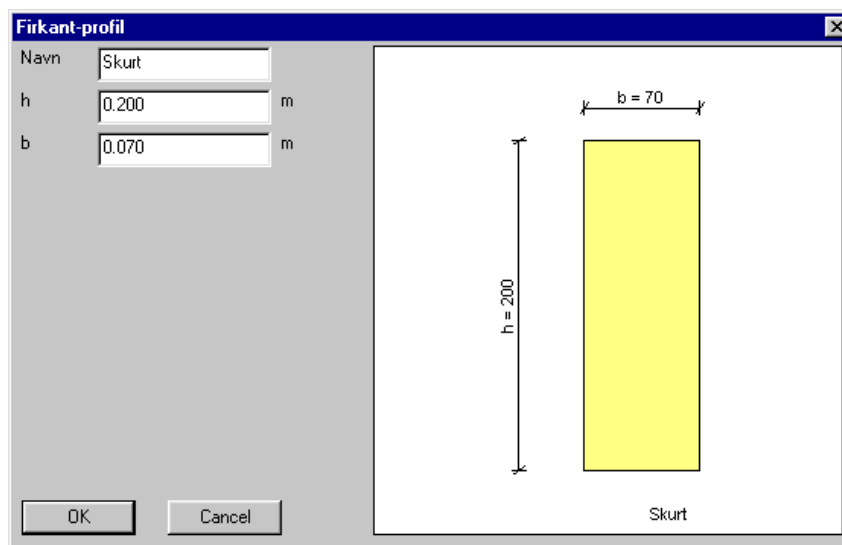 Firkant-profil
Navn Skurt
h 0.200 m
b 0.070 m
b = 70
h = 200
Skurt
OK Cancel